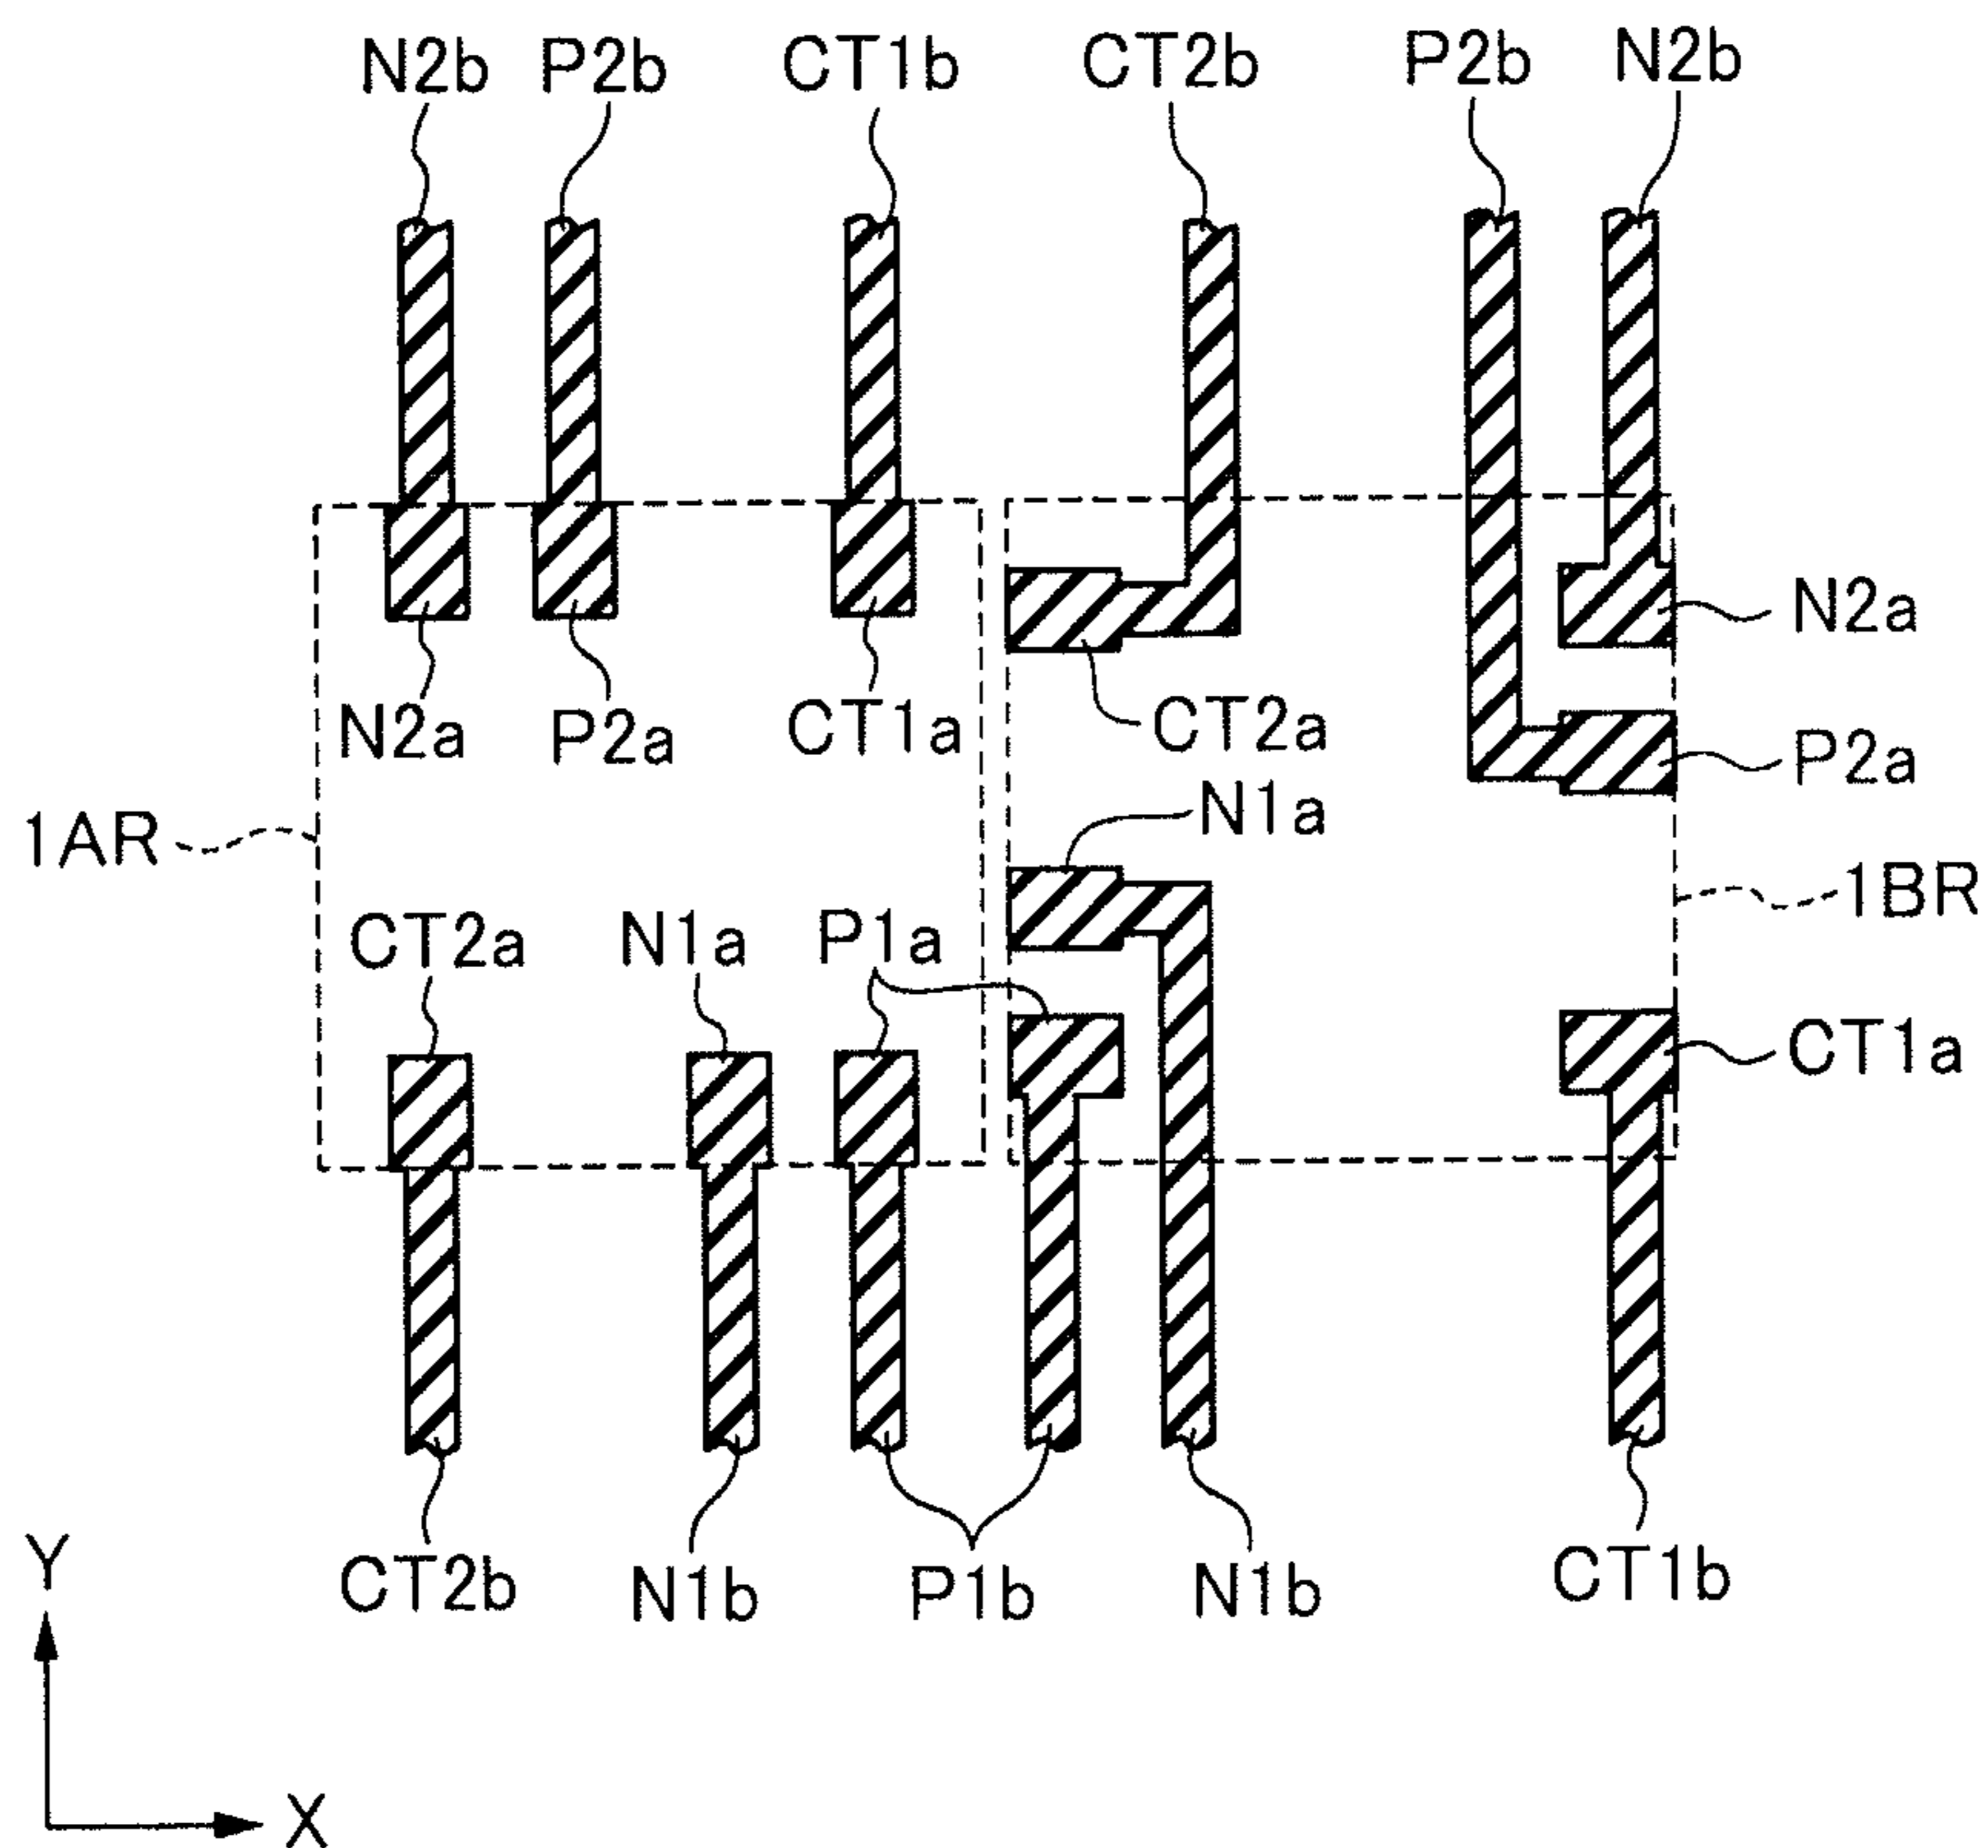 N2b P2b CT1b CT2b P2b N2b
N2a
N2a P2a CT1a CT2a P2a
N1a
1AR 1BR
CT2a N1a P1a
CT1a
Y CT2b N1b P1b N1b CT1b
X